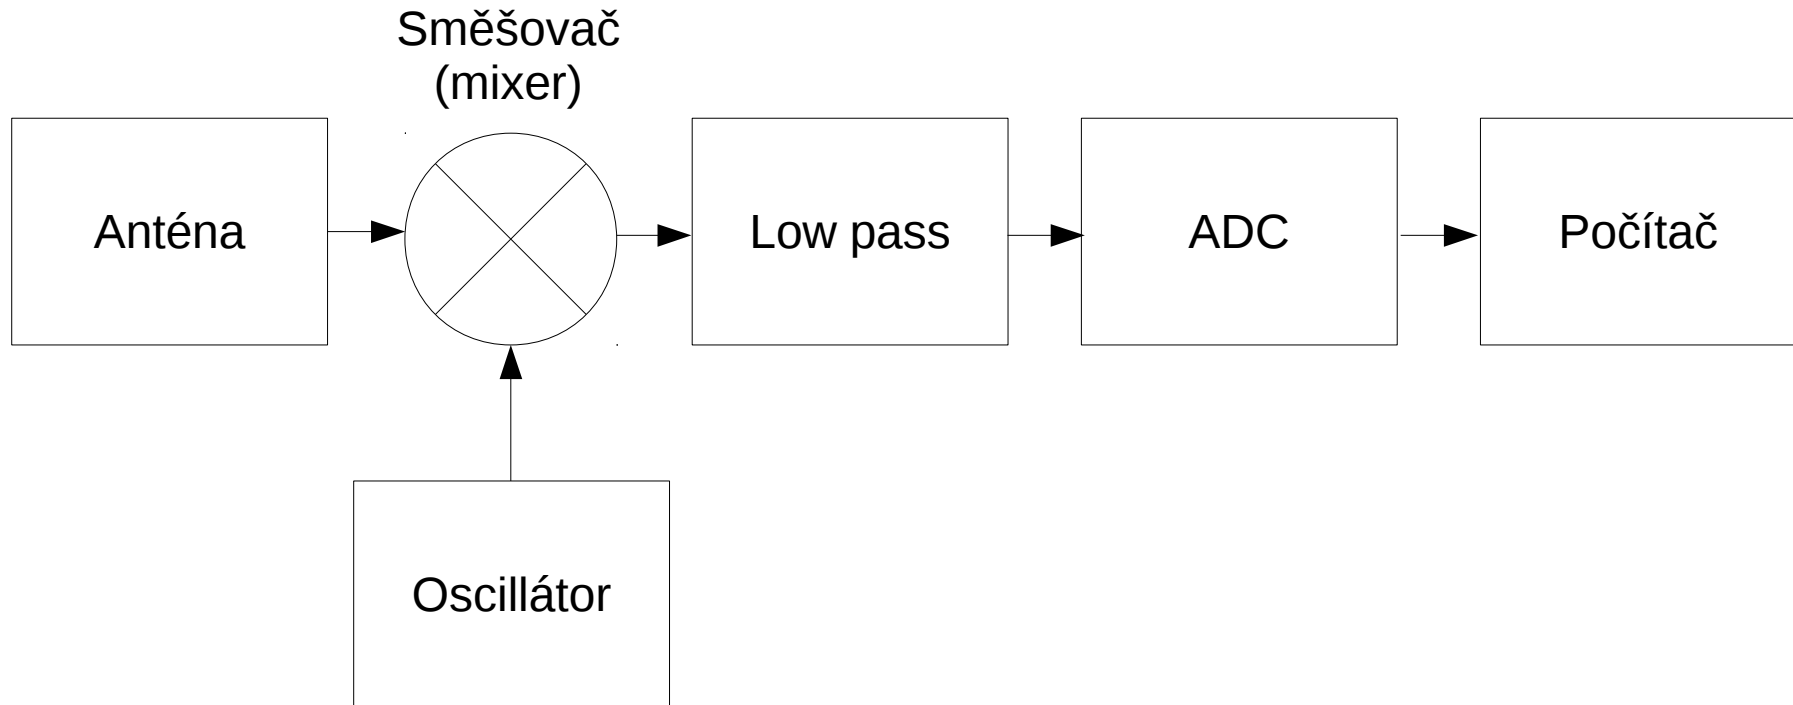 Směšovač
(mixer)
Anténa
Low pass
ADC
Počítač
Oscillátor